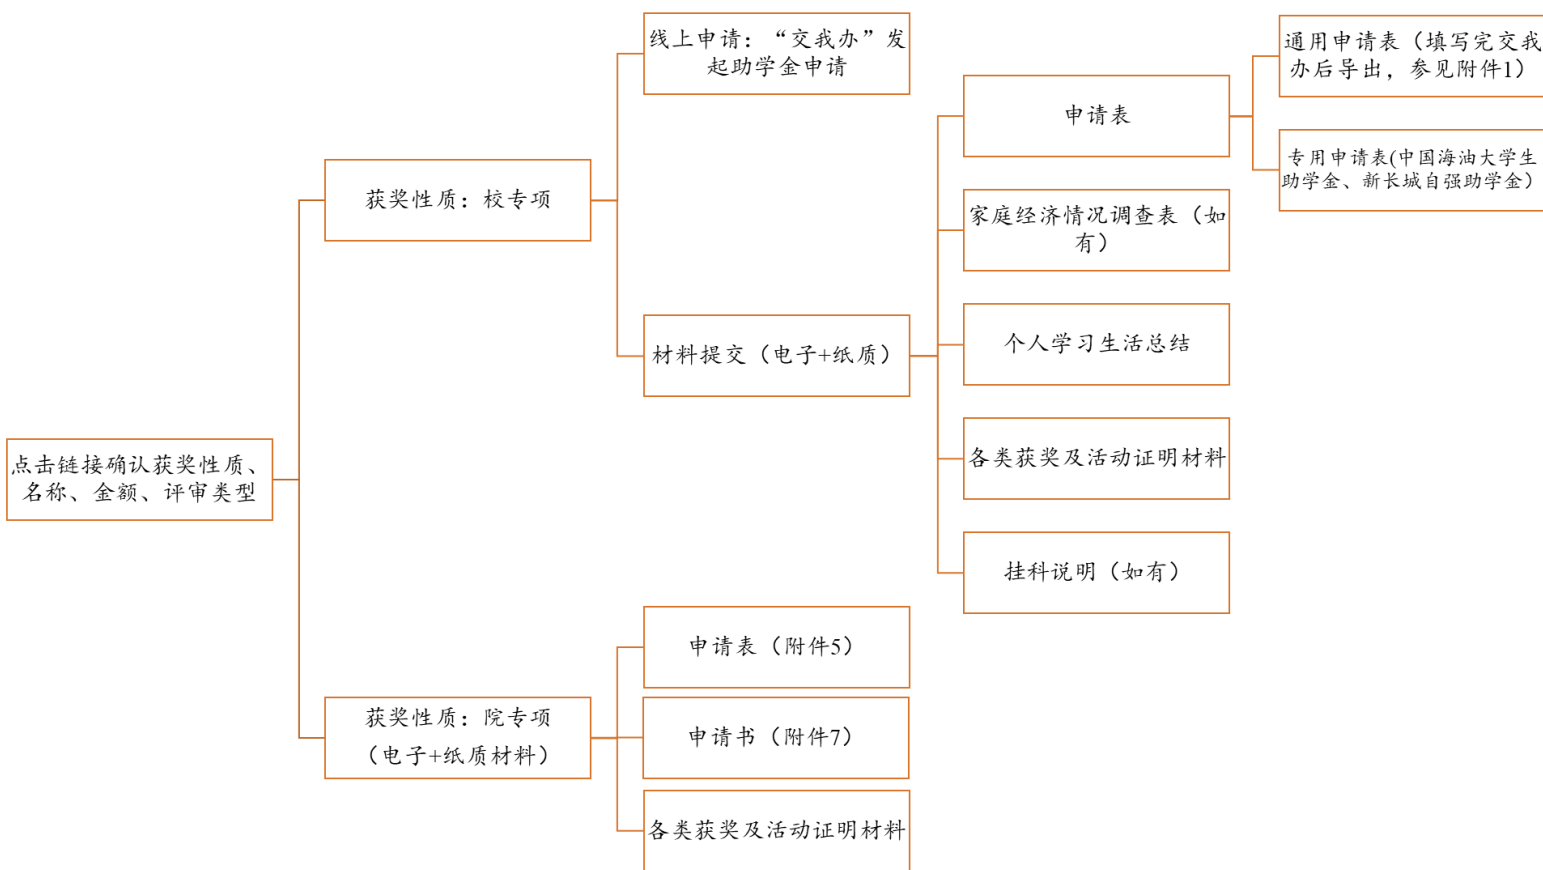 点击链接确认获奖性质、
名称、金额、评审类型
获奖性质：校专项
线上申请：“交我办”发
起助学金申请
材料提交（电子+纸质）
申请表
通用申请表（填写完交我
办后导出，参见附件1）
专用申请表(中国海油大学生
助学金、新长城自强助学金）
家庭经济情况调查表（如
有）
个人学习生活总结
各类获奖及活动证明材料
挂科说明（如有）
获奖性质：院专项
（电子+纸质材料）
申请表（附件5）
申请书（附件7）
各类获奖及活动证明材料